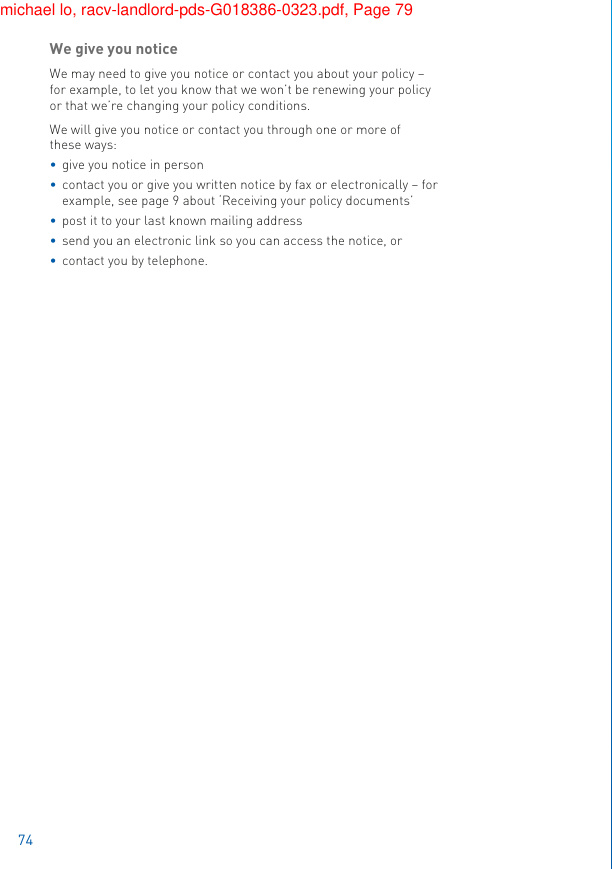 michael lo, racv-landlord-pds-G018386-0323.pdf, Page 79
We give you notice
We may need to give you notice or contact you about your policy –
for example, to let you know that we won't be renewing your policy
or that we're changing your policy conditions.
We will give you notice or contact you through one or more of
these ways:
• give you notice in person
• contact you or give you written notice by fax or electronically – for
example, see page 9 about 'Receiving your policy documents'
• post it to your last known mailing address
• send you an electronic link so you can access the notice, or
• contact you by telephone.
74